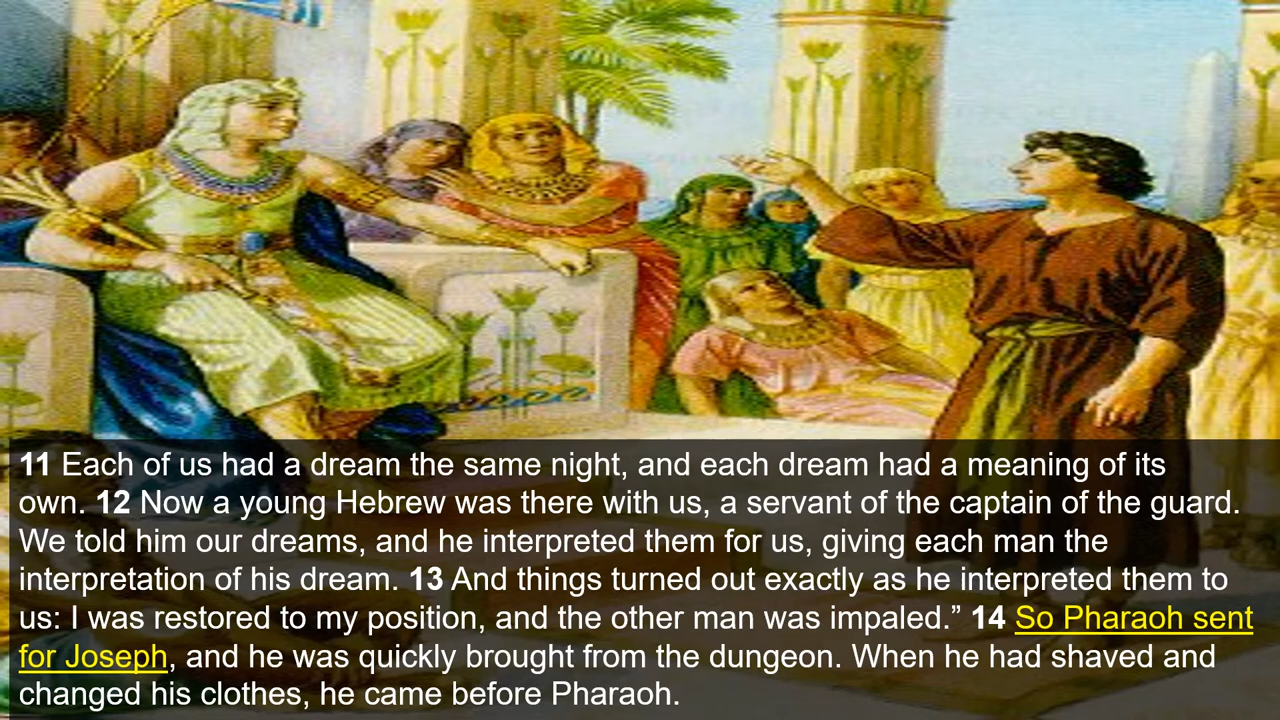 11 Each of us had a dream the same night, and each dream had a meaning of its
own. 12 Now a young Hebrew was there with us, a servant of the captain of the guard.
We told him our dreams, and he interpreted them for us, giving each man the
interpretation of his dream. 13 And things turned out exactly as he interpreted them to
us: I was restored to my position, and the other man was impaled.” 14 So Pharaoh sent
for Joseph, and he was quickly brought from the dungeon. When he had shaved and
changed his clothes, he came before Pharaoh.